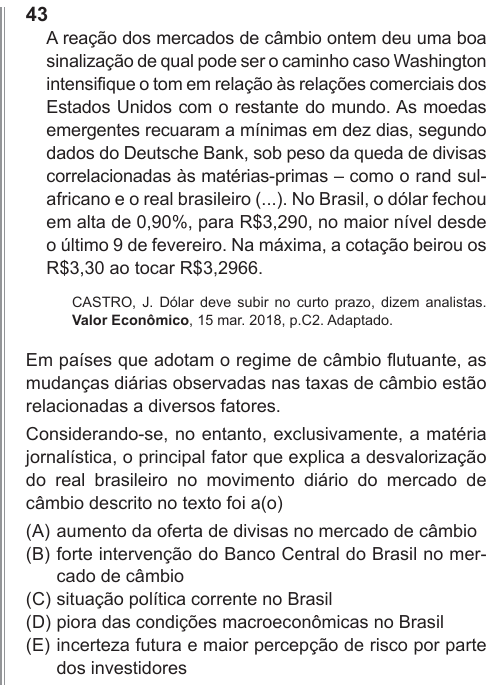 43
A reação dos mercados de câmbio ontem deu uma boa
sinalização de qual pode ser o caminho caso Washington
intensifique o tom em relação às relações comerciais dos
Estados Unidos com o restante do mundo. As moedas
emergentes recuaram a mínimas em dez dias, segundo
dados do Deutsche Bank, sob peso da queda de divisas
correlacionadas às matérias-primas – como o rand sul-
africano e o real brasileiro (...). No Brasil, o dólar fechou
em alta de 0,90%, para R$3,290, no maior nível desde
o último 9 de fevereiro. Na máxima, a cotação beirou os
R$3,30 ao tocar R$3,2966.
CASTRO, J. Dólar deve subir no curto prazo, dizem analistas.
Valor Econômico, 15 mar. 2018, p.C2. Adaptado.
Em países que adotam o regime de câmbio flutuante, as
mudanças diárias observadas nas taxas de câmbio estão
relacionadas a diversos fatores.
Considerando-se, no entanto, exclusivamente, a matéria
jornalística, o principal fator que explica a desvalorização
do real brasileiro no movimento diário do mercado de
câmbio descrito no texto foi a(o)
(A) aumento da oferta de divisas no mercado de câmbio
(B) forte intervenção do Banco Central do Brasil no mer-
cado de câmbio
(C) situação política corrente no Brasil
(D) piora das condições macroeconômicas no Brasil
(E) incerteza futura e maior percepção de risco por parte
dos investidores